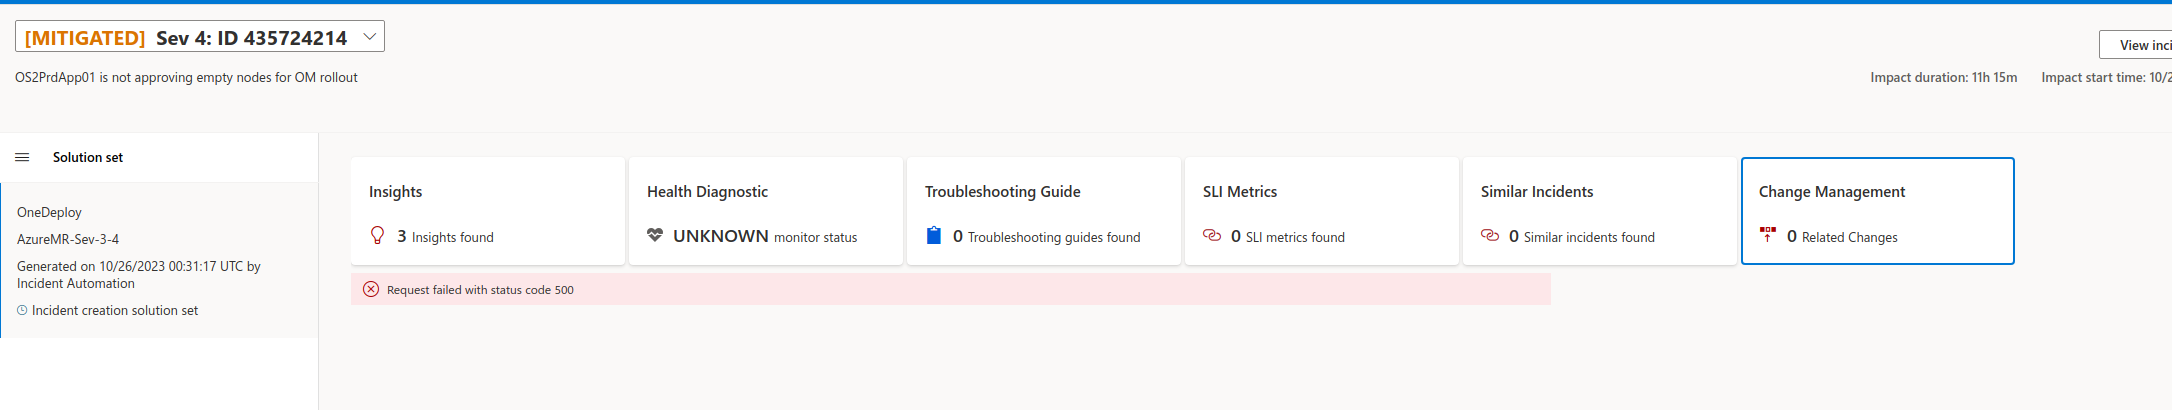 [MITIGATED] Sev 4: ID 435724214
View inci
OS2PrdApp01 is not approving empty nodes for OM rollout
Impact duration: 11h 15m
Impact start time: 10/2
Solution set
OneDeploy
AzureMR-Sev-3-4
Generated on 10/26/2023 00:31:17 UTC by
Incident Automation
Incident creation solution set
Insights
3 Insights found
Health Diagnostic
UNKNOWN monitor status
Troubleshooting Guide
0 Troubleshooting guides found
SLI Metrics
0 SLI metrics found
Similar Incidents
0 Similar incidents found
Change Management
0 Related Changes
Request failed with status code 500